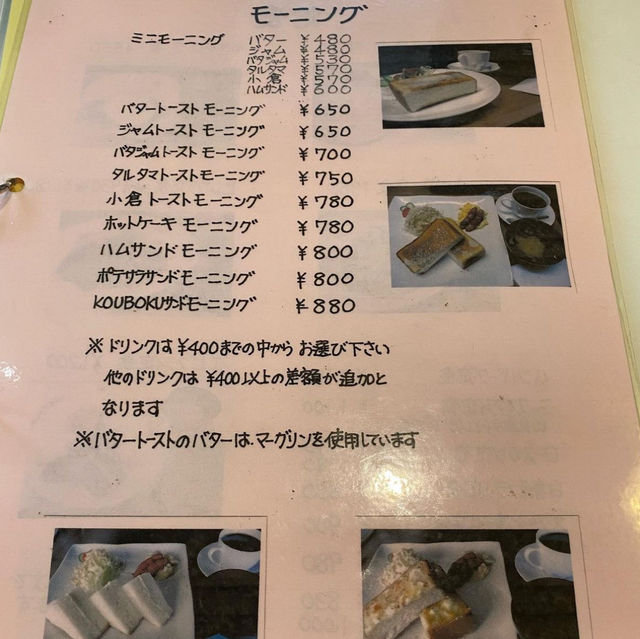 モーニング
ミニモーニング バター ¥480
ジャム ¥480
バタジャム ¥530
タルタマ ¥570
小倉 ¥570
ハムサンド ¥600
バタートースト モーニング ¥650
ジャムトースト モーニング ¥650
バタジャムトースト モーニング ¥700
タルタマトースト モーニング ¥750
小倉 トーストモーニング ¥780
ホットケーキ モーニング ¥780
ハムサンド モーニング ¥800
ポテサラサンド モーニング ¥800
KOUBOKUサンドモーニング ¥880
※ ドリンクは ¥400までの中から お選び下さい
他のドリンクは ¥400以上の差額が追加と
なります
※バタートーストのバターは、マーグリンを使用しています